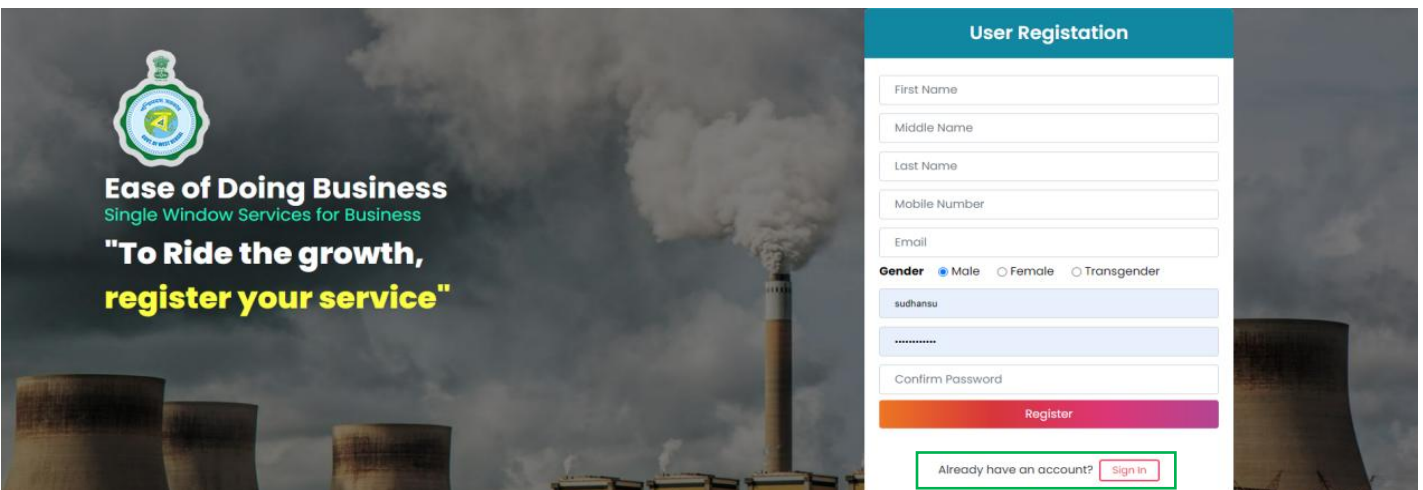 Ease of Doing Business
Single Window Services for Business
"To Ride the growth,
register your service"
User Registation
First Name
Middle Name
Last Name
Mobile Number
Email
Gender Male Female Transgender
sudhansu
••••••••••••
Confirm Password
Register
Already have an account? Sign In